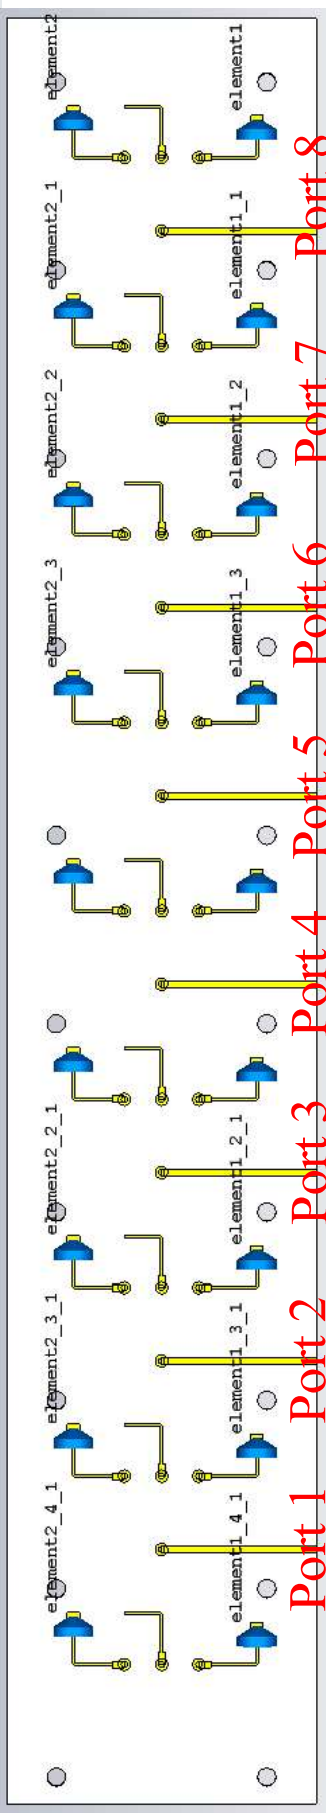 element2
element1
Port 8
element2_1
element1_1
Port 7
element2_2
element1_2
Port 6
element2_3
element1_3
Port 5
Port 4
element2_2_1
element1_2_1
Port 3
element2_3_1
element1_3_1
Port 2
element2_4_1
element1_4_1
Port 1